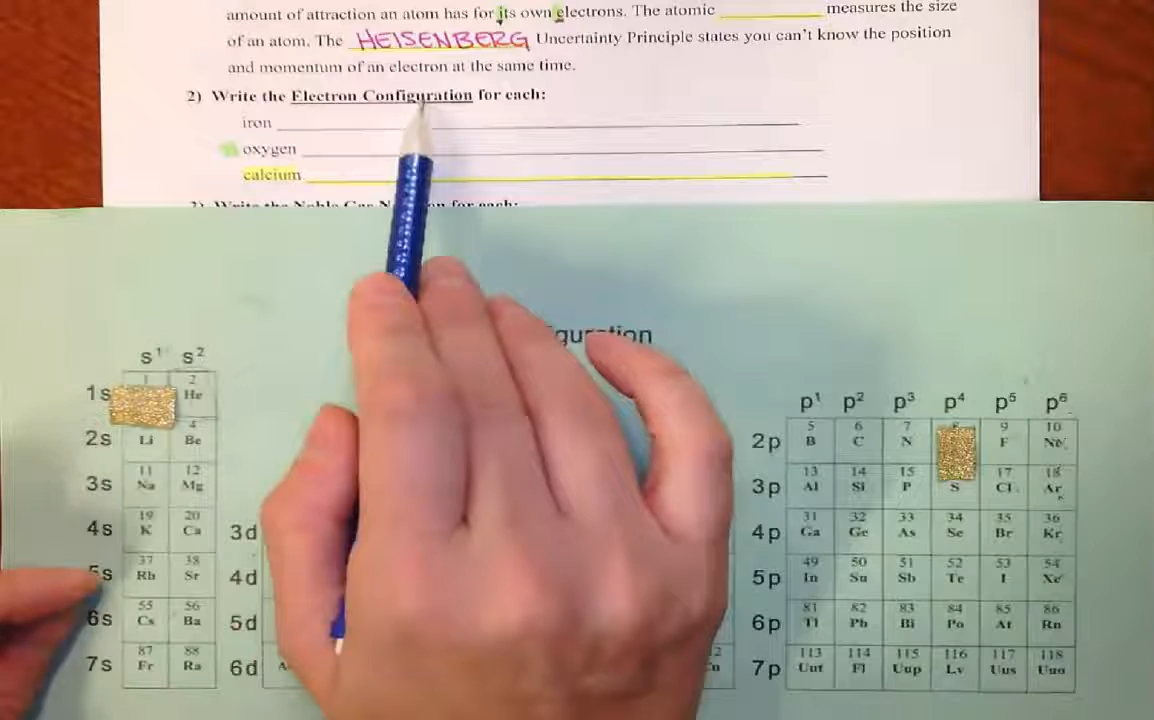 amount of attraction an atom has for its own electrons. The atomic __________ measures the size
of an atom. The HEISENBERG Uncertainty Principle states you can't know the position
and momentum of an electron at the same time.
2) Write the Electron Configuration for each:
iron
oxygen
calcium
guration
s1 s2
p1 p2 p3 p4 p5 p6
1s 1 2
He
2s 4 2p 5 6 7 9 10
Li Be B C N F Ne
3s 11 12 3p 13 14 15 17 18
Na Mg Al Si P S Cl Ar
4s 19 20 3d 4p 31 32 33 34 35 36
K Ca Ga Ge As Se Br Kr
5s 37 38 4d 5p 49 50 51 52 53 54
Rb Sr In Sn Sb Te I Xe
6s 55 56 5d 6p 81 82 83 84 85 86
Cs Ba Tl Pb Bi Po At Rn
7s 87 88 6d 7p 113 114 115 116 117 118
Fr Ra Uut Fl Uup Lv Uus Uuo